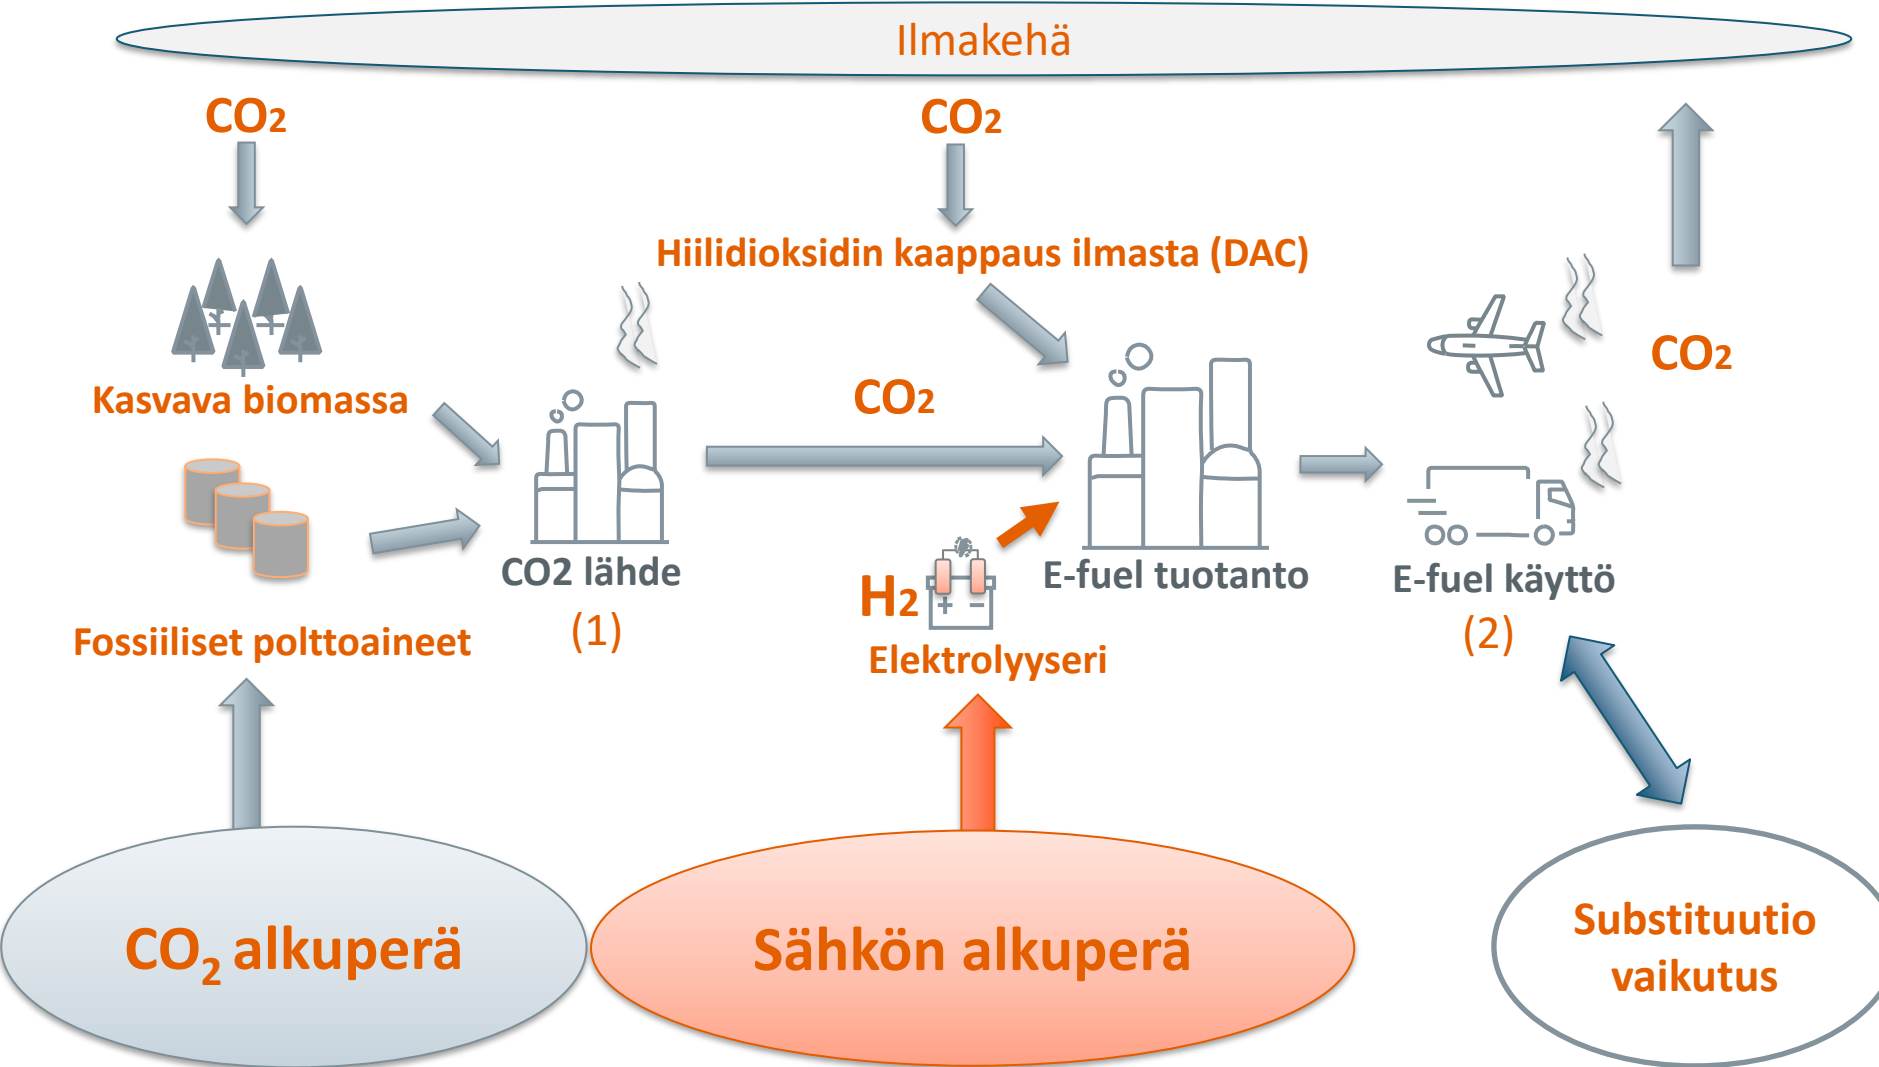 Ilmakehä
CO2
CO2
Hiilidioksidin kaappaus ilmasta (DAC)
CO2
Kasvava biomassa
CO2
CO2 lähde
(1)
E-fuel tuotanto
E-fuel käyttö
(2)
H2
+ −
Elektrolyyseri
Fossiiliset polttoaineet
CO₂ alkuperä
Sähkön alkuperä
Substituutio
vaikutus